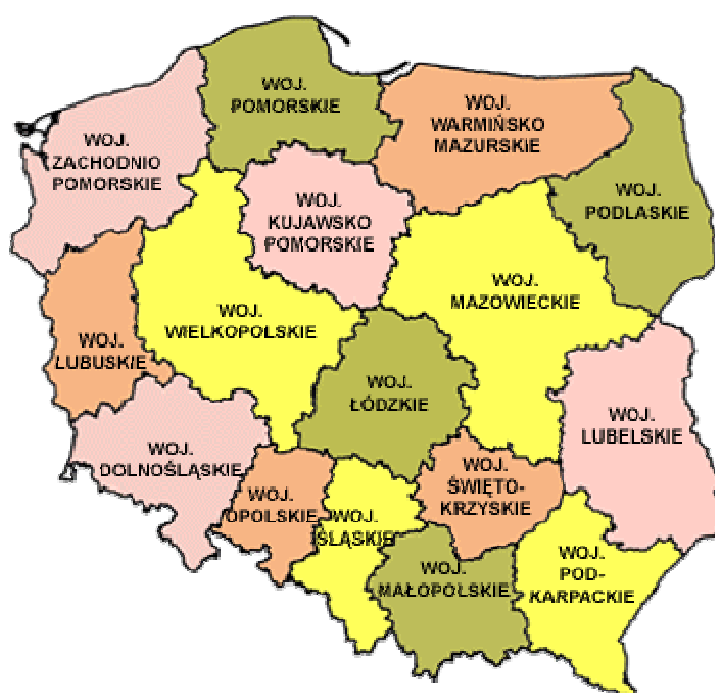 WOJ.
POMORSKIE
WOJ.
WARMIŃSKO
MAZURSKIE
WOJ.
ZACHODNIO
POMORSKIE
WOJ.
PODLASKIE
WOJ.
KUJAWSKO
POMORSKIE
WOJ.
MAZOWIECKIE
WOJ.
WIELKOPOLSKIE
WOJ.
LUBUSKIE
WOJ.
ŁÓDZKIE
WOJ.
LUBELSKIE
WOJ.
DOLNOŚLĄSKIE
WOJ.
ŚWIĘTO-
KRZYSKIE
WOJ.
OPOLSKIE
WOJ.
ŚLĄSKIE
WOJ.
MAŁOPOLSKIE
WOJ.
POD-
KARPACKIE